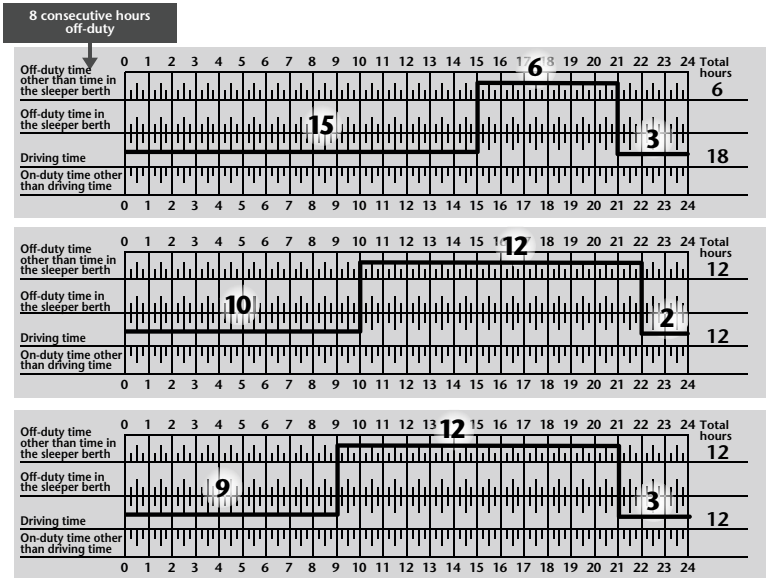 8 consecutive hours
off-duty
0 1 2 3 4 5 6 7 8 9 10 11 12 13 14 15 16 17 18 19 20 21 22 23 24 Total
hours
Off-duty time
other than time in
the sleeper berth
6
6
Off-duty time in
the sleeper berth
15
3
Driving time
18
On-duty time other
than driving time
0 1 2 3 4 5 6 7 8 9 10 11 12 13 14 15 16 17 18 19 20 21 22 23 24
0 1 2 3 4 5 6 7 8 9 10 11 12 13 14 15 16 17 18 19 20 21 22 23 24 Total
hours
Off-duty time
other than time in
the sleeper berth
12
12
Off-duty time in
the sleeper berth
10
2
Driving time
12
On-duty time other
than driving time
0 1 2 3 4 5 6 7 8 9 10 11 12 13 14 15 16 17 18 19 20 21 22 23 24
0 1 2 3 4 5 6 7 8 9 10 11 12 13 14 15 16 17 18 19 20 21 22 23 24 Total
hours
Off-duty time
other than time in
the sleeper berth
12
12
Off-duty time in
the sleeper berth
9
3
Driving time
12
On-duty time other
than driving time
0 1 2 3 4 5 6 7 8 9 10 11 12 13 14 15 16 17 18 19 20 21 22 23 24